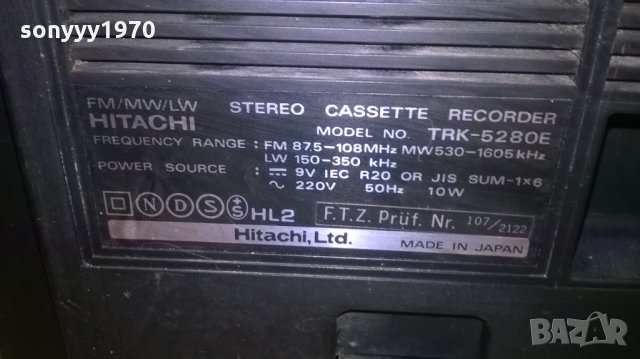 sonyyy1970
FM/MW/LW STEREO CASSETTE RECORDER
HITACHI MODEL NO. TRK-5280E
FREQUENCY RANGE : FM 87.5-108MHz MW 530-1605kHz
LW 150-350 kHz
POWER SOURCE : ⎓ 9V IEC R20 OR JIS SUM-1×6
~ 220V 50Hz 10W
N D S S HL2 F.T.Z. Prüf. Nr. 107/2122
Hitachi, Ltd. MADE IN JAPAN
BAZAR